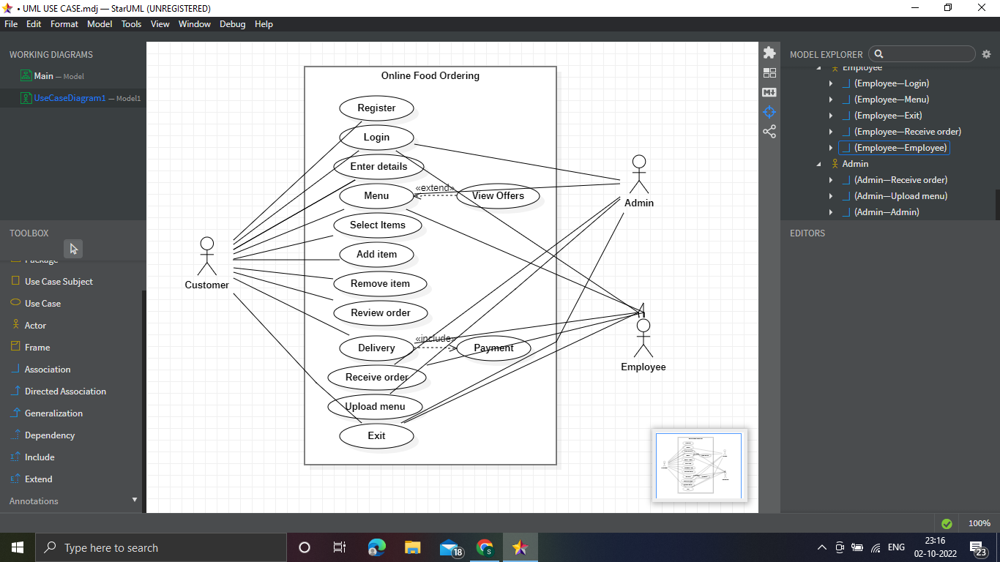 • UML USE CASE.mdj — StarUML (UNREGISTERED)
File Edit Format Model Tools View Window Debug Help
WORKING DIAGRAMS
Main — Model
UseCaseDiagram1 — Model1
TOOLBOX
Package
Use Case Subject
Use Case
Actor
Frame
Association
Directed Association
Generalization
Dependency
Include
Extend
Annotations
Online Food Ordering
Register
Login
Enter details
Menu
«extend»
View Offers
Select Items
Add item
Remove item
Review order
Delivery
«include»
Payment
Receive order
Upload menu
Exit
Customer
Admin
Employee
MODEL EXPLORER
Employee
(Employee—Login)
(Employee—Menu)
(Employee—Exit)
(Employee—Receive order)
(Employee—Employee)
Admin
(Admin—Receive order)
(Admin—Upload menu)
(Admin—Admin)
EDITORS
100%
Type here to search
18
S
ENG
23:16
02-10-2022
23